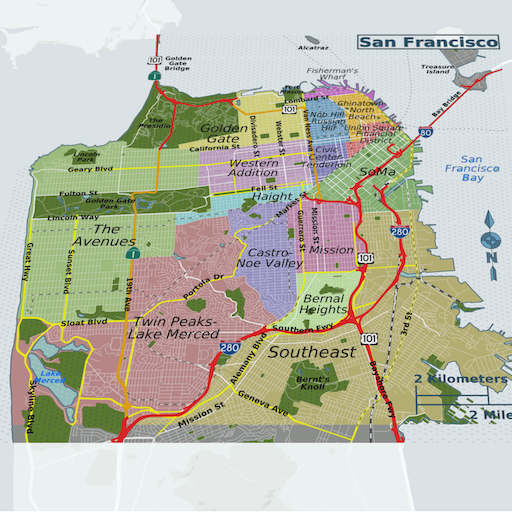 San Francisco
Alcatraz
Treasure
Island
Golden
Gate
Bridge
101
1
Fisherman's
Wharf
Fort
Mason
Lombard St
101
Bay Bridge
80
The
Presidio
Golden
Gate
Divisadero St
Webster St
Van Ness Ave
Nob Hill
Russian
Hill
Chinatown
North
Beach
Union Square
Financial
District
California St
Lincoln
Park
Geary Blvd
Western
Addition
Civic
Center
Tenderloin
SoMa
San
Francisco
Bay
Fulton St
Golden Gate
Park
Fell St
Haight
Market St
Lincoln Way
The
Avenues
Great Hwy
Sunset Blvd
19th Ave
1
Castro-
Noe Valley
Guerrero St
Mission St
Mission
280
101
N
Portola Dr
Bernal
Heights
3rd St
Sloat Blvd
Twin Peaks-
Lake Merced
Southern Fwy
280
101
Alemany Blvd
Southeast
Lake
Merced
Skyline Blvd
Bernt's
Knoll
Bayshore Fwy
2 Kilometers
2 Mile
Geneva Ave
Mission St